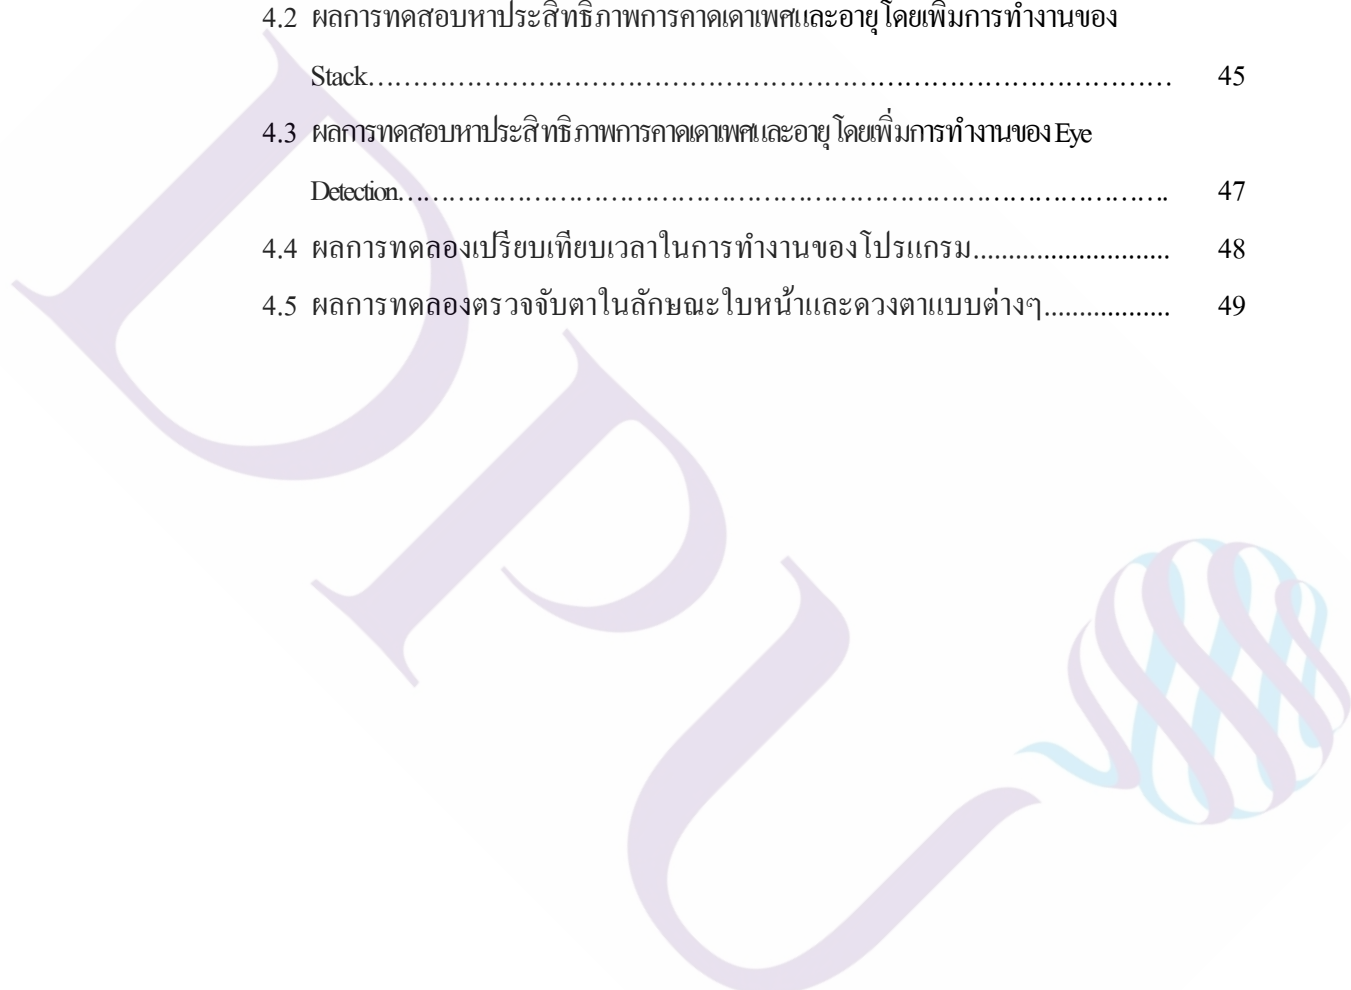 4.2 ผลการทดสอบหาประสิทธิภาพการคาดเดาเพศและอายุ โดยเพิ่มการทำงานของ
Stack…………………………………………………………………………… 45
4.3 ผลการทดสอบหาประสิทธิภาพการคาดเดาเพศและอายุ โดยเพิ่มการทำงานของ Eye
Detection………………………………………………………………………. 47
4.4 ผลการทดลองเปรียบเทียบเวลาในการทำงานของโปรแกรม............................ 48
4.5 ผลการทดลองตรวจจับตาในลักษณะใบหน้าและดวงตาแบบต่างๆ.................. 49
DPU